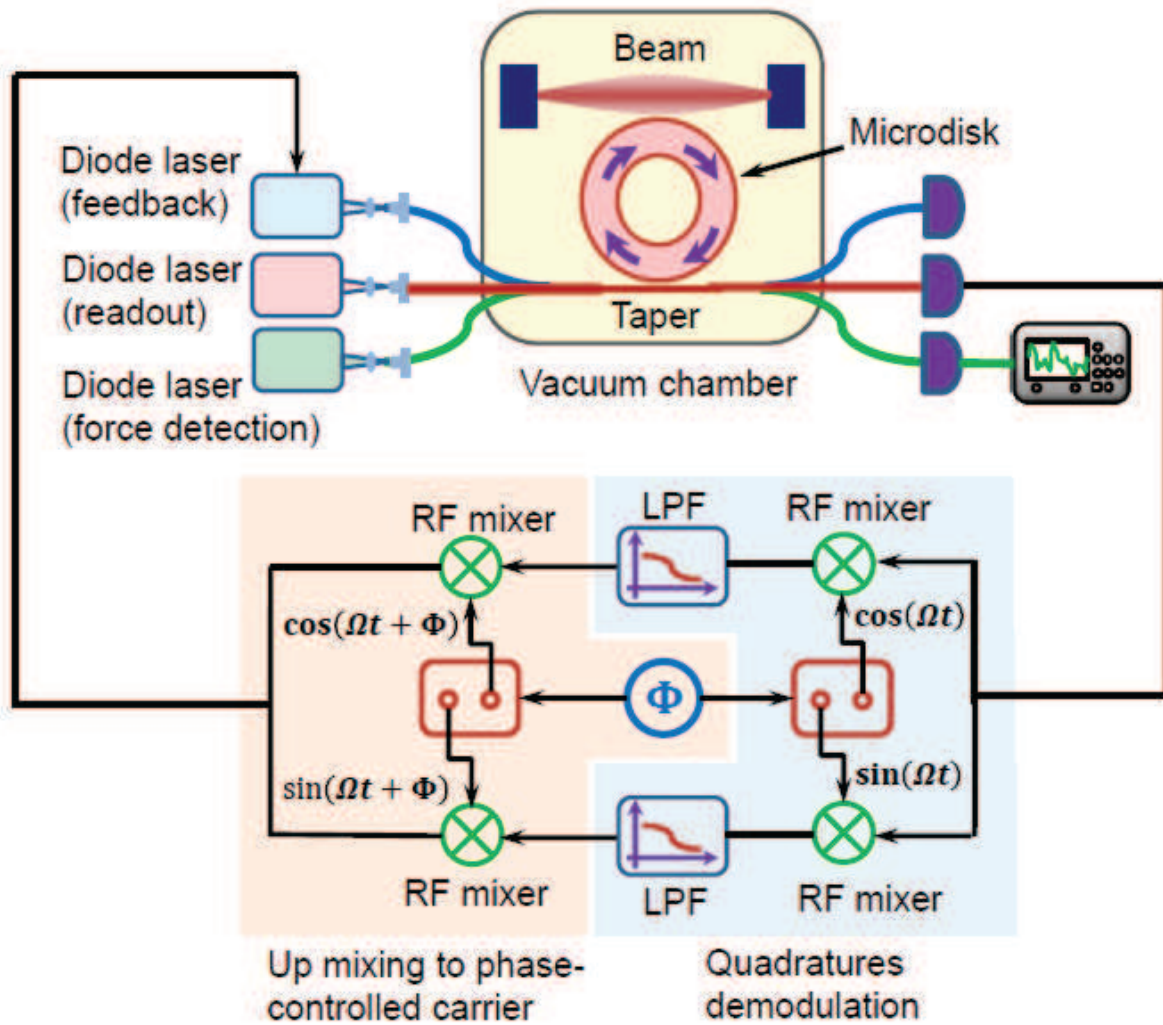 Beam
Microdisk
Diode laser
(feedback)
Diode laser
(readout)
Taper
Diode laser
(force detection)
Vacuum chamber
RF mixer
LPF
RF mixer
cos(Ωt + Φ)
cos(Ωt)
Φ
sin(Ωt + Φ)
sin(Ωt)
RF mixer
LPF
RF mixer
Up mixing to phase-
controlled carrier
Quadratures
demodulation